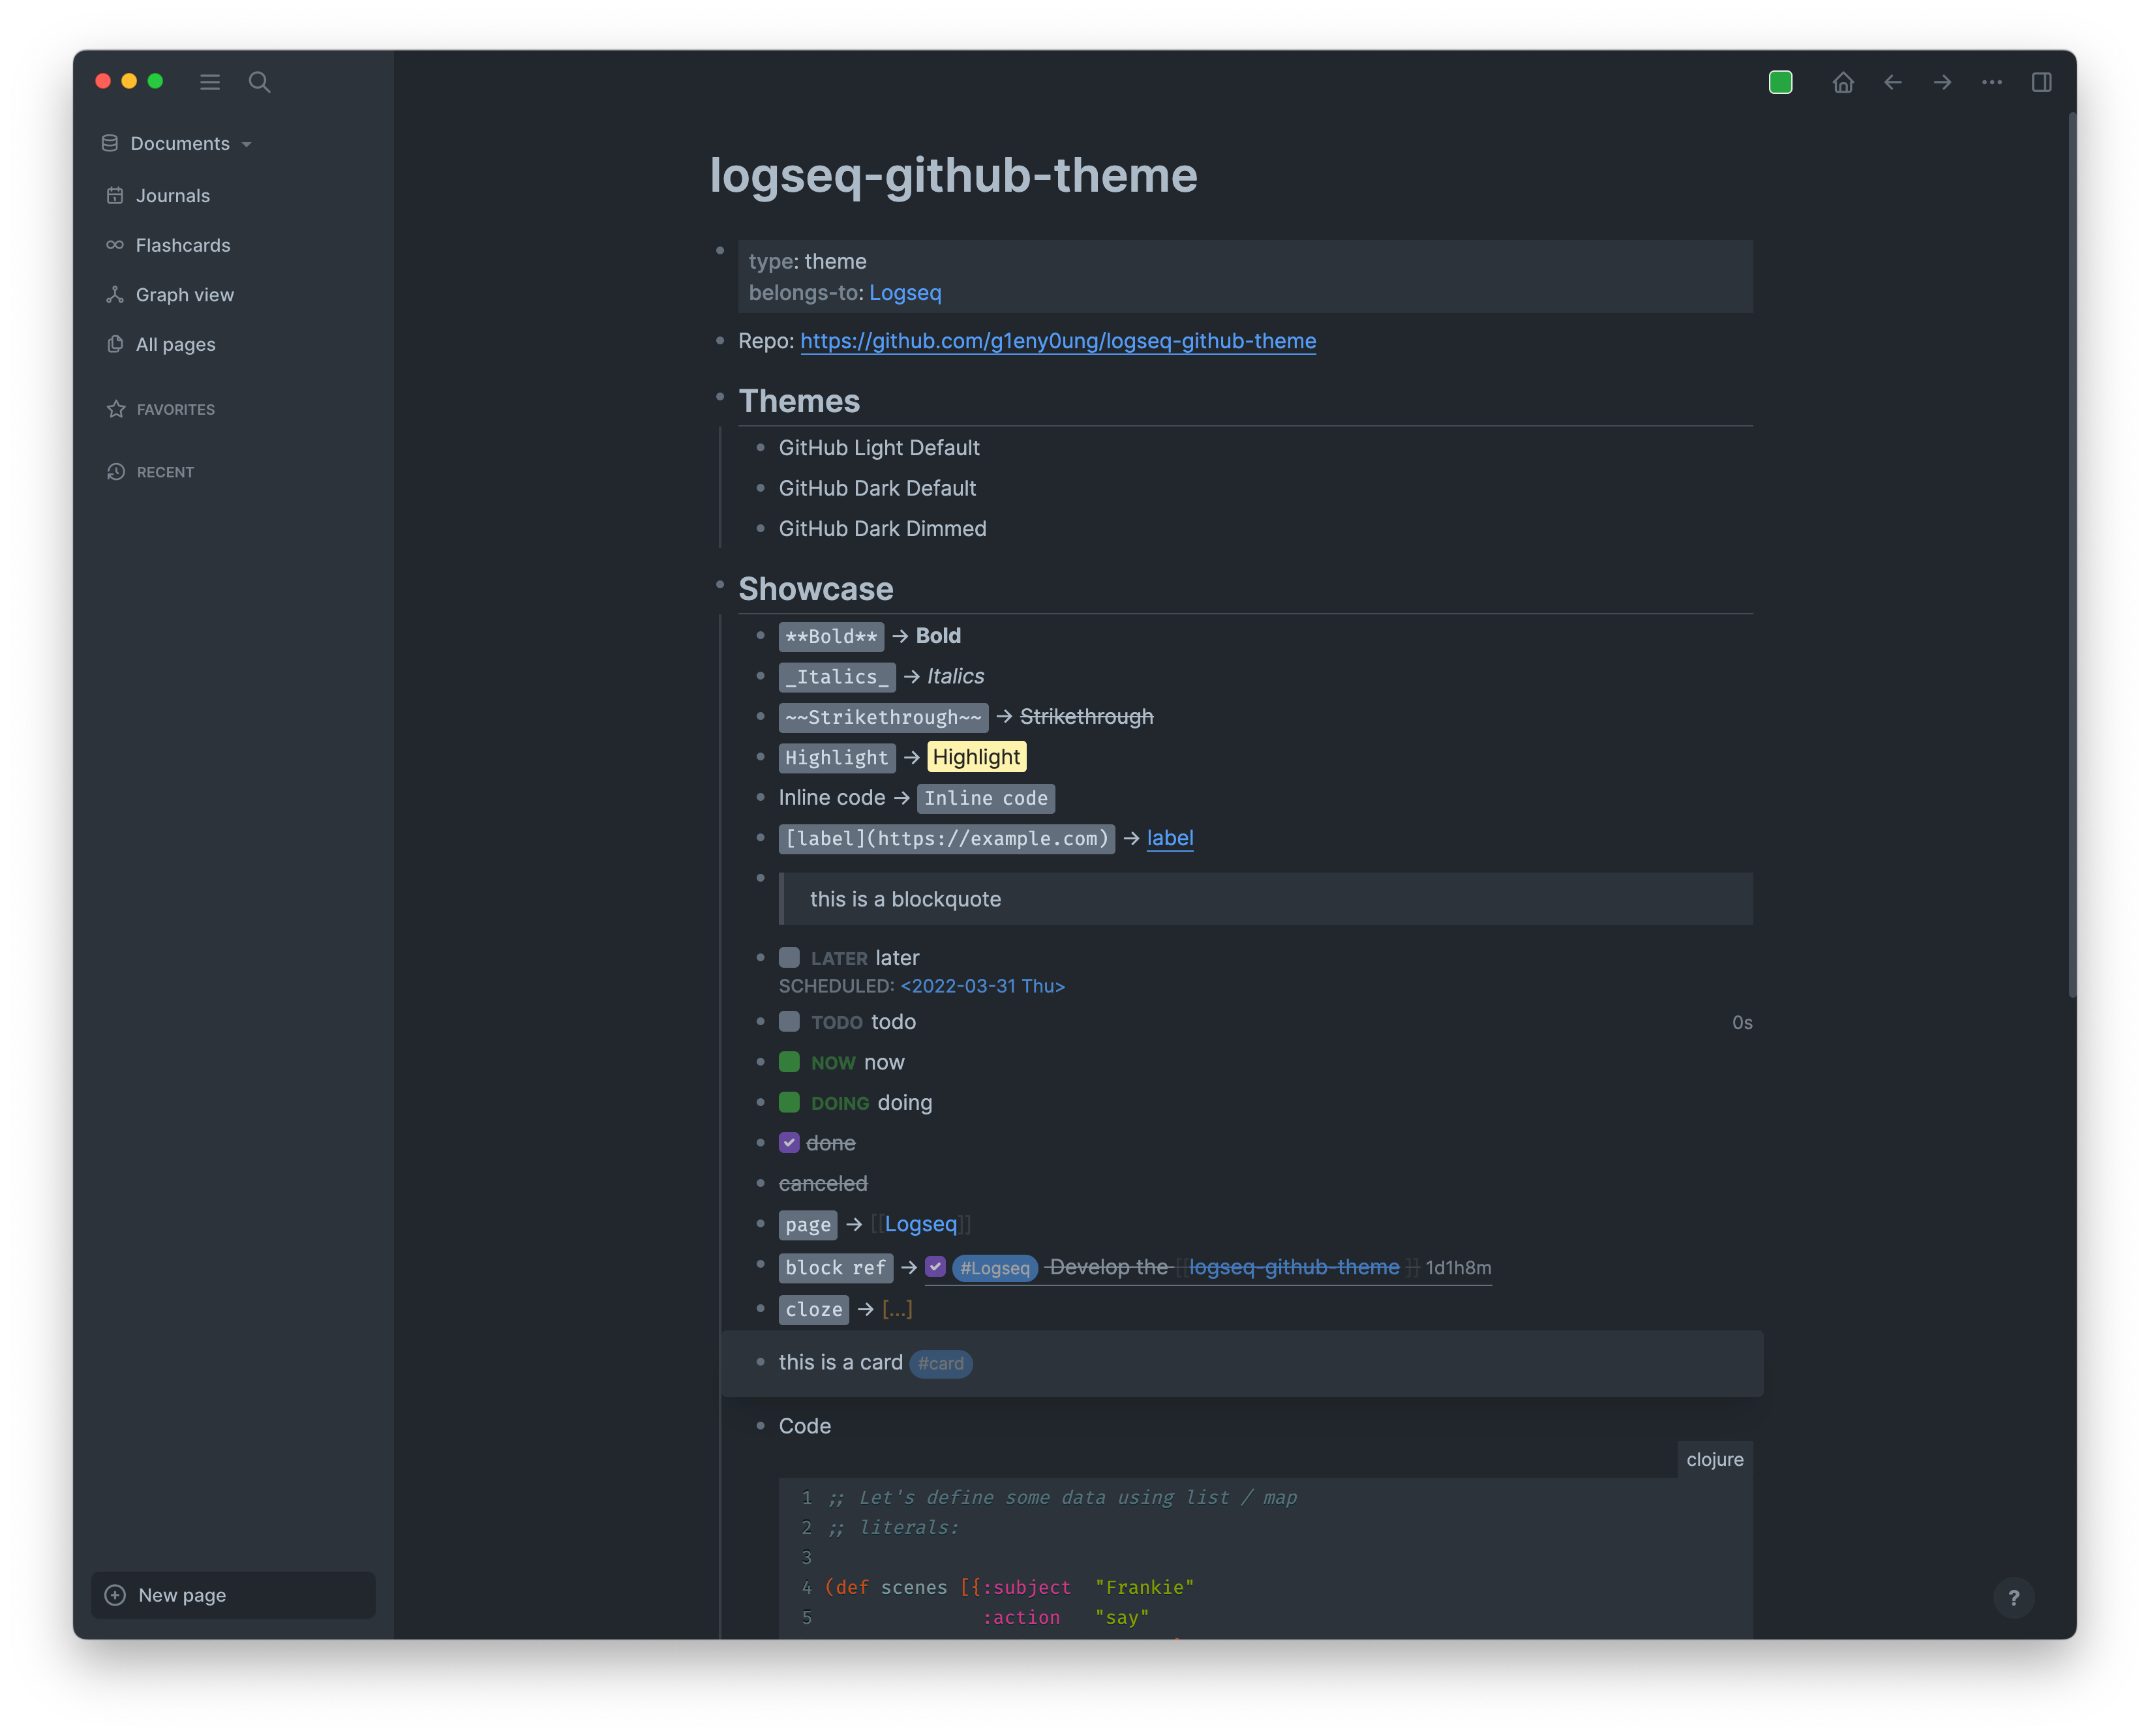 Documents
Journals
Flashcards
Graph view
All pages
FAVORITES
RECENT
New page
logseq-github-theme
type: theme
belongs-to: Logseq
Repo: https://github.com/g1eny0ung/logseq-github-theme
Themes
GitHub Light Default
GitHub Dark Default
GitHub Dark Dimmed
Showcase
**Bold** → Bold
_Italics_ → Italics
~~Strikethrough~~ → Strikethrough
Highlight → Highlight
Inline code → Inline code
[label](https://example.com) → label
this is a blockquote
LATER later
SCHEDULED: <2022-03-31 Thu>
TODO todo 0s
NOW now
DOING doing
done
canceled
page → [[Logseq]]
block ref → #Logseq Develop the [[logseq-github-theme]] 1d1h8m
cloze → [...]
this is a card #card
Code
clojure
1 ;; Let's define some data using list / map
2 ;; literals:
3
4 (def scenes [{:subject "Frankie"
5 :action "say"
?